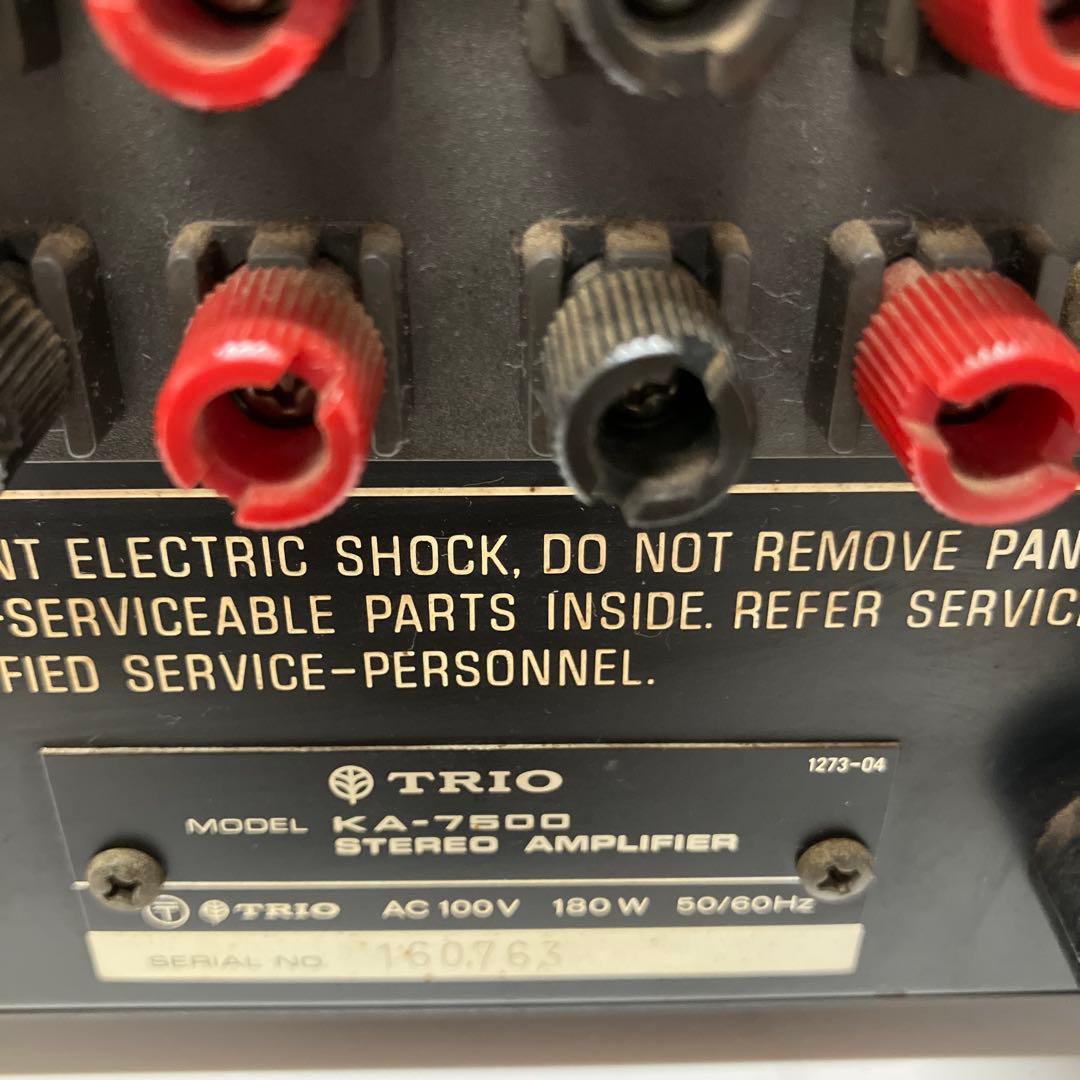 NT ELECTRIC SHOCK, DO NOT REMOVE PAN
-SERVICEABLE PARTS INSIDE. REFER SERVIC
FIED SERVICE-PERSONNEL.
1273-04
TRIO
MODEL KA-7500
STEREO AMPLIFIER
T TRIO AC 100V 180W 50/60Hz
SERIAL NO. 160763